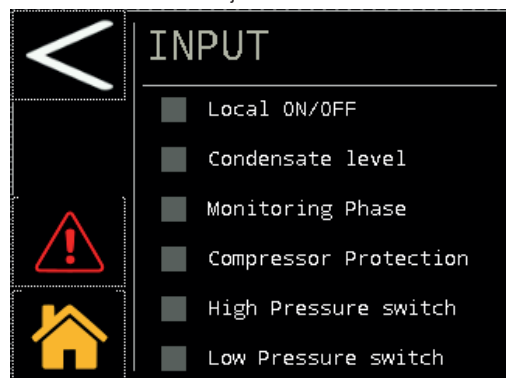 INPUT
Local ON/OFF
Condensate level
Monitoring Phase
Compressor Protection
High Pressure switch
Low Pressure switch